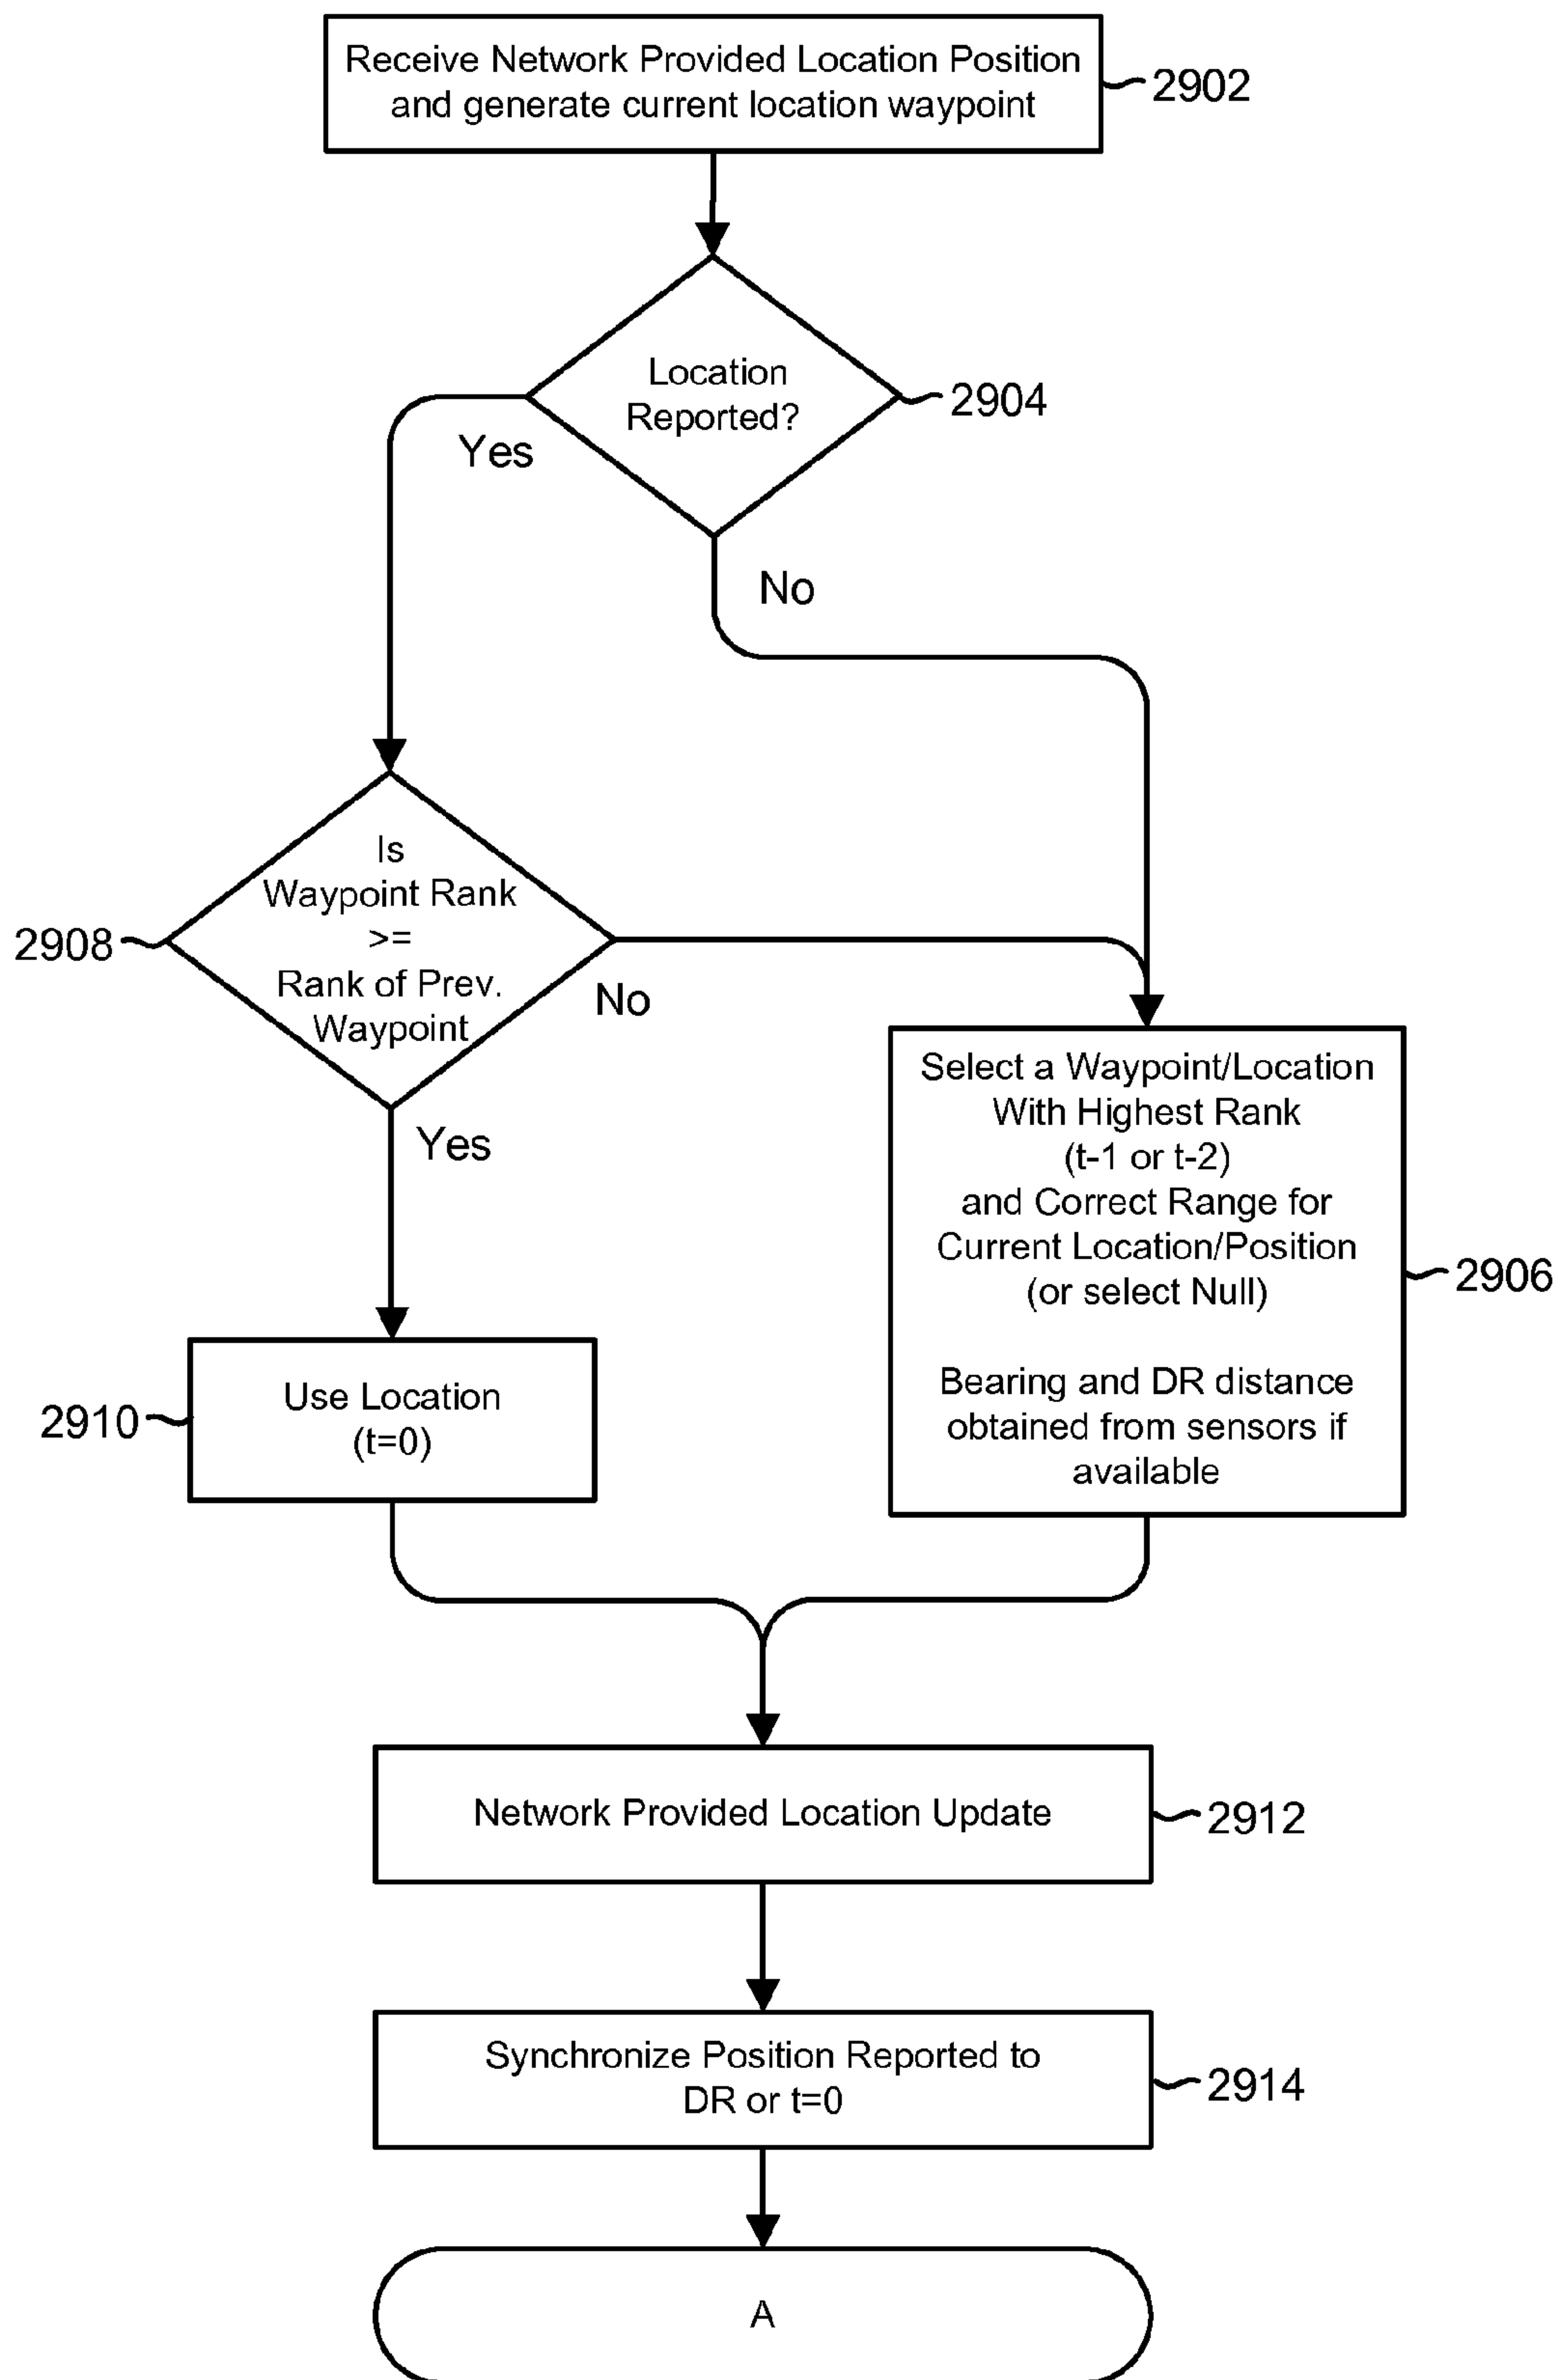 Receive Network Provided Location Position
and generate current location waypoint
2902
Location
Reported?
2904
Yes
No
Is
Waypoint Rank
>=
Rank of Prev.
Waypoint
2908
No
Yes
Select a Waypoint/Location
With Highest Rank
(t-1 or t-2)
and Correct Range for
Current Location/Position
(or select Null)
Bearing and DR distance
obtained from sensors if
available
2906
Use Location
(t=0)
2910
Network Provided Location Update
2912
Synchronize Position Reported to
DR or t=0
2914
A